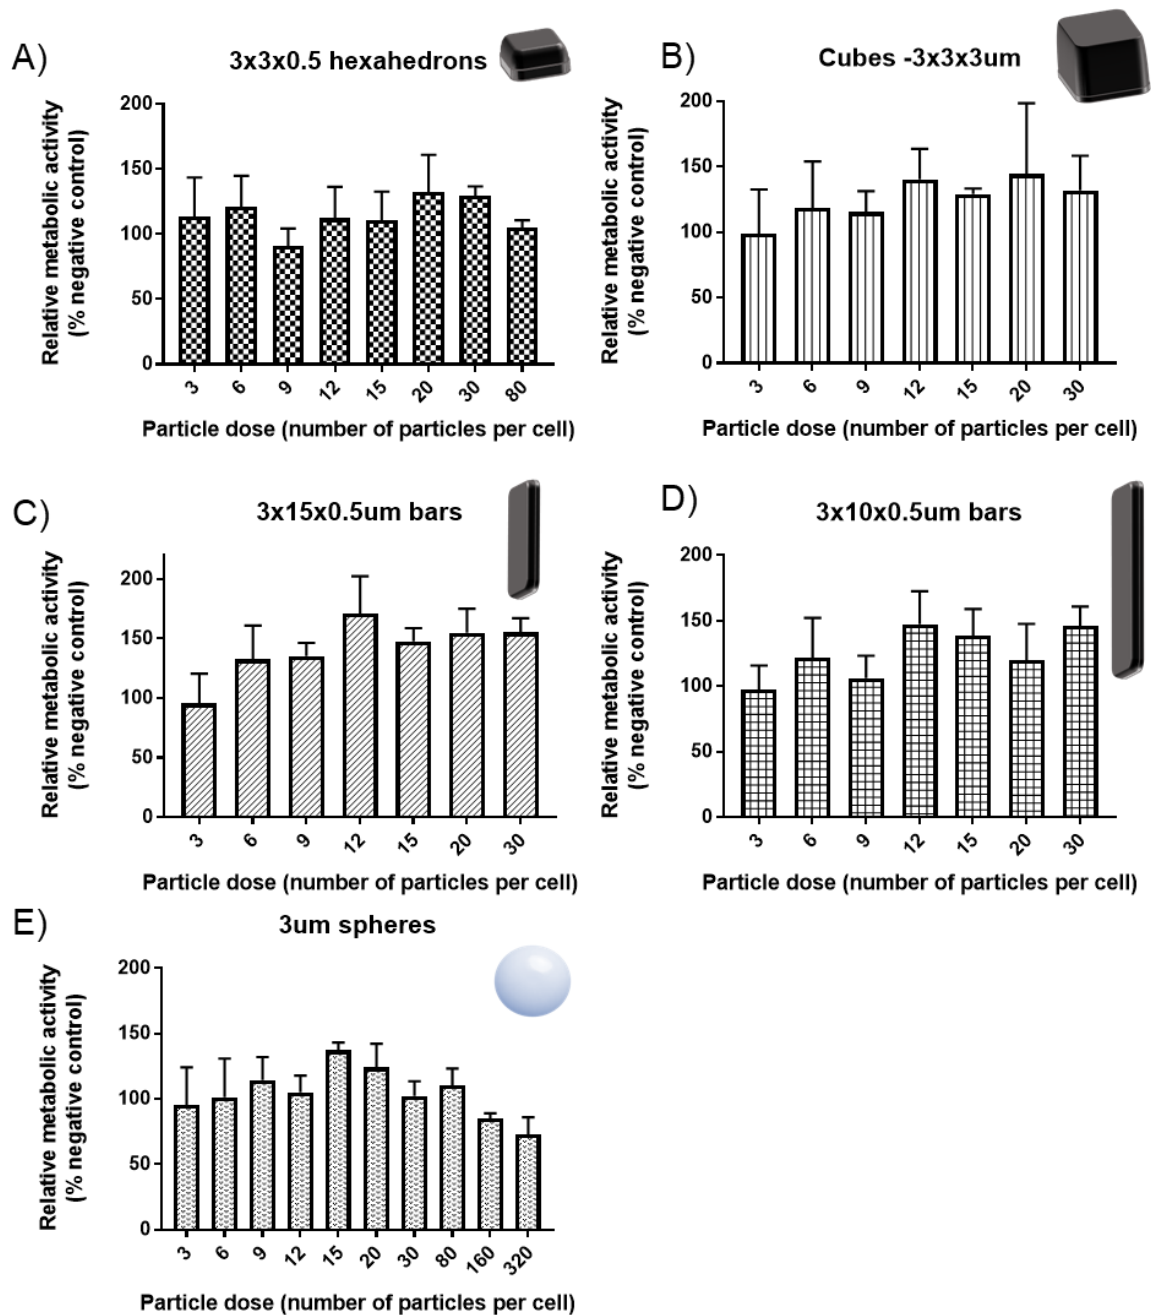 A)
3x3x0.5 hexahedrons
Relative metabolic activity
(% negative control)
200
150
100
50
0
3 6 9 12 15 20 30 80
Particle dose (number of particles per cell)
B)
Cubes -3x3x3um
Relative metabolic activity
(% negative control)
200
150
100
50
0
3 6 9 12 15 20 30
Particle dose (number of particles per cell)
C)
3x15x0.5um bars
Relative metabolic activity
(% negative control)
200
150
100
50
0
3 6 9 12 15 20 30
Particle dose (number of particles per cell)
D)
3x10x0.5um bars
Relative metabolic activity
(% negative control)
200
150
100
50
0
3 6 9 12 15 20 30
Particle dose (number of particles per cell)
E)
3um spheres
Relative metabolic activity
(% negative control)
200
150
100
50
0
3 6 9 12 15 20 30 80 160 320
Particle dose (number of particles per cell)